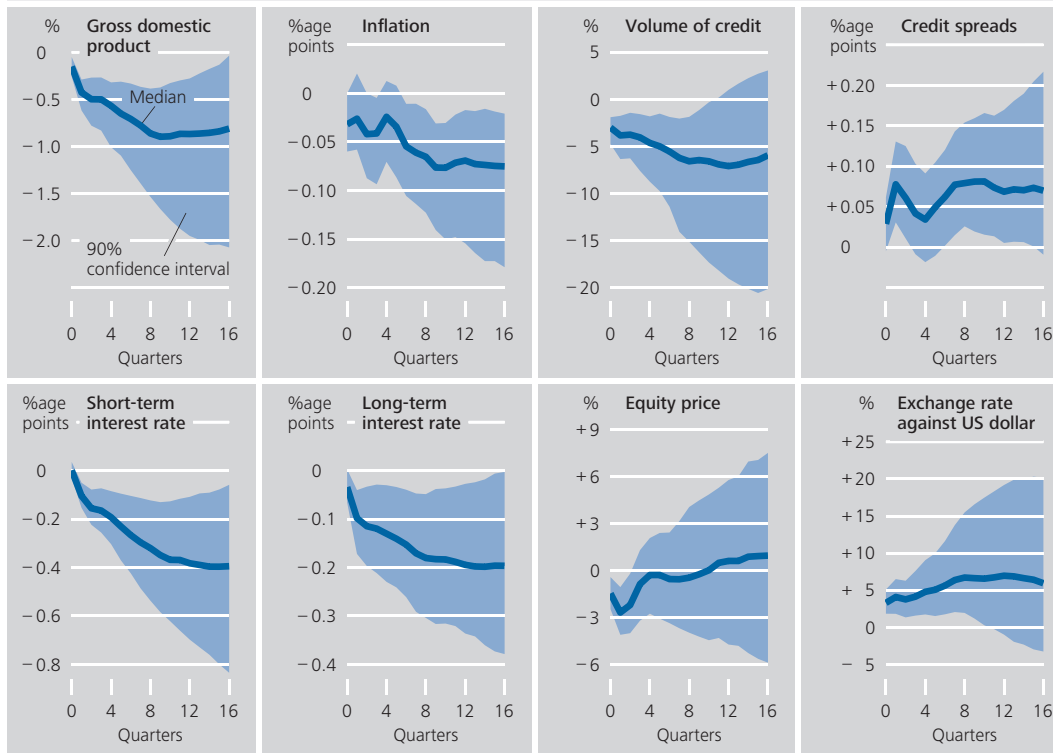 %
Gross domestic
product
0
−0.5
−1.0
−1.5
−2.0
Median
90%
confidence interval
0 4 8 12 16
Quarters
%age
points
Inflation
0
−0.05
−0.10
−0.15
−0.20
0 4 8 12 16
Quarters
%
Volume of credit
5
0
− 5
−10
−15
−20
0 4 8 12 16
Quarters
%age
points
Credit spreads
+0.20
+0.15
+0.10
+0.05
0
0 4 8 12 16
Quarters
%age
points
Short-term
interest rate
0
−0.2
−0.4
−0.6
−0.8
0 4 8 12 16
Quarters
%age
points
Long-term
interest rate
0
−0.1
−0.2
−0.3
−0.4
0 4 8 12 16
Quarters
%
Equity price
+9
+6
+3
0
−3
−6
0 4 8 12 16
Quarters
%
Exchange rate
against US dollar
+25
+20
+15
+10
+ 5
0
− 5
0 4 8 12 16
Quarters